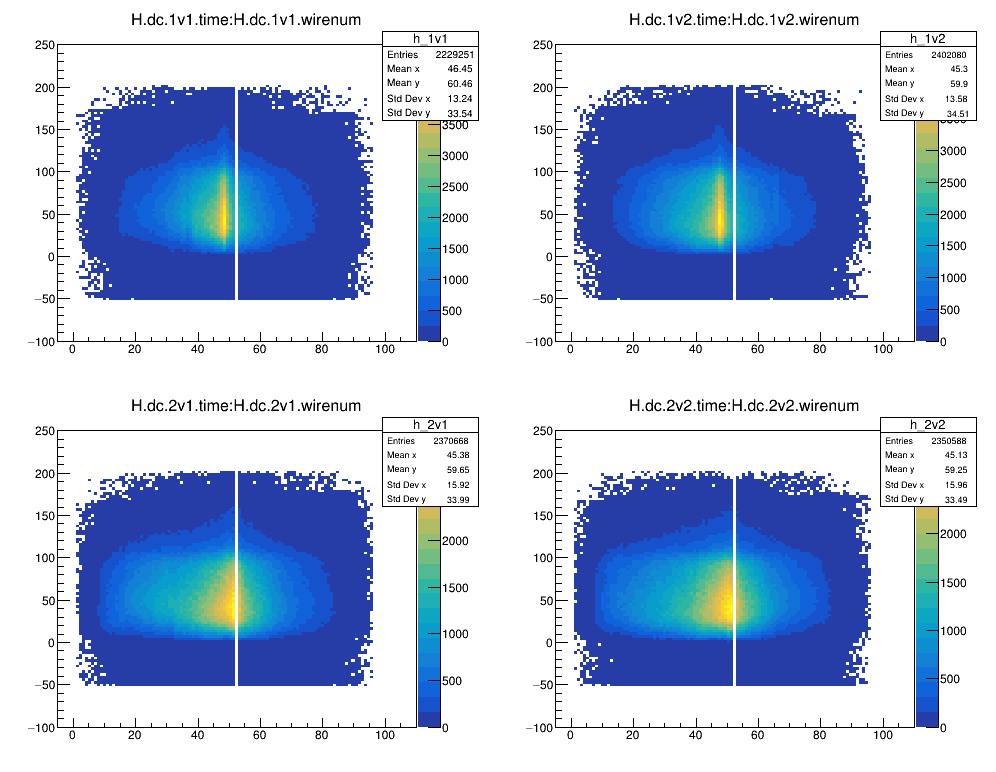 H.dc.1v1.time:H.dc.1v1.wirenum
h_1v1
Entries 2229251
Mean x 46.45
Mean y 60.46
Std Dev x 13.24
Std Dev y 33.54
250
200
150
100
50
0
−50
−100
0 20 40 60 80 100
3500
3000
2500
2000
1500
1000
500
0
H.dc.1v2.time:H.dc.1v2.wirenum
h_1v2
Entries 2402080
Mean x 45.3
Mean y 59.9
Std Dev x 13.58
Std Dev y 34.51
250
200
150
100
50
0
−50
−100
0 20 40 60 80 100
3000
2500
2000
1500
1000
500
0
H.dc.2v1.time:H.dc.2v1.wirenum
h_2v1
Entries 2370668
Mean x 45.38
Mean y 59.65
Std Dev x 15.92
Std Dev y 33.99
250
200
150
100
50
0
−50
−100
0 20 40 60 80 100
2000
1500
1000
500
0
H.dc.2v2.time:H.dc.2v2.wirenum
h_2v2
Entries 2350588
Mean x 45.13
Mean y 59.25
Std Dev x 15.96
Std Dev y 33.49
250
200
150
100
50
0
−50
−100
0 20 40 60 80 100
2000
1500
1000
500
0